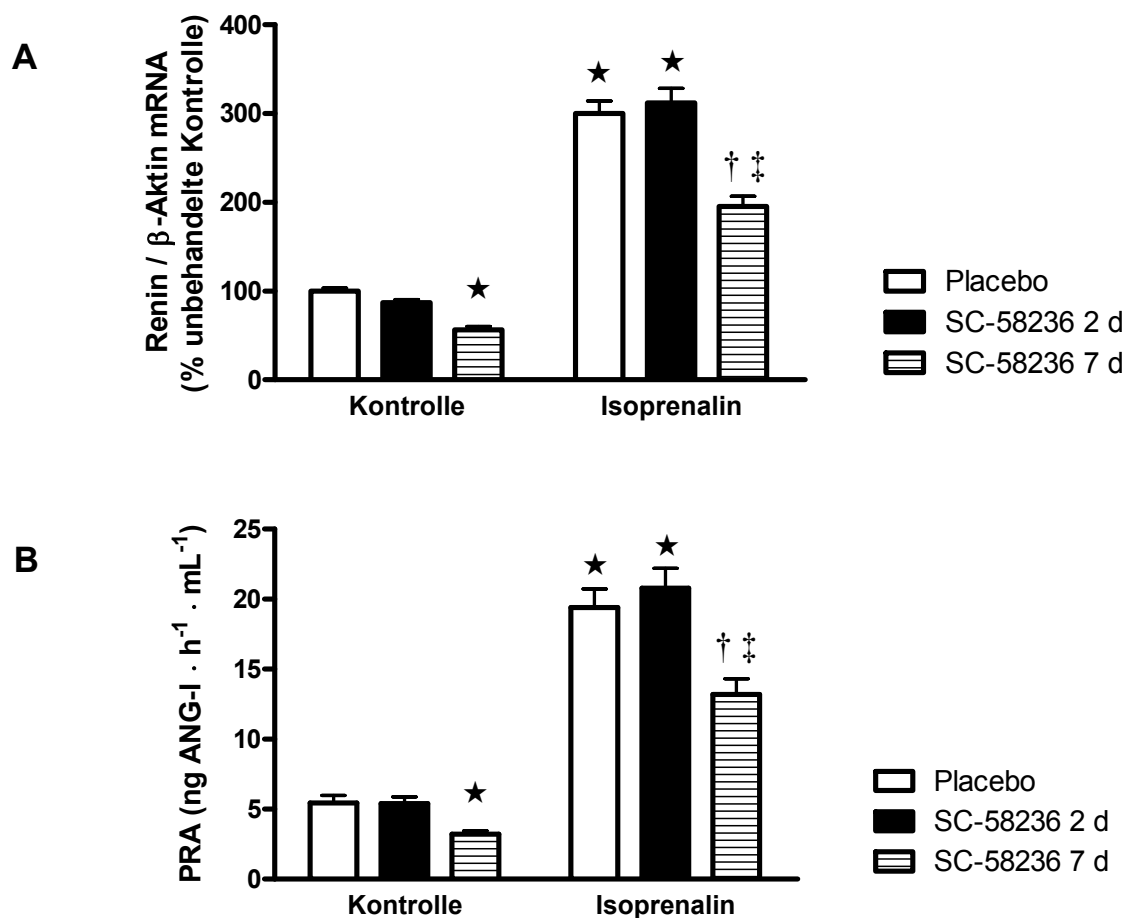 A
Renin / β-Aktin mRNA
(% unbehandelte Kontrolle)
400
300
200
100
0
★
★
★
† ‡
Kontrolle
Isoprenalin
Placebo
SC-58236 2 d
SC-58236 7 d
B
PRA (ng ANG-I · h⁻¹ · mL⁻¹)
25
20
15
10
5
0
★
★
★
† ‡
Kontrolle
Isoprenalin
Placebo
SC-58236 2 d
SC-58236 7 d